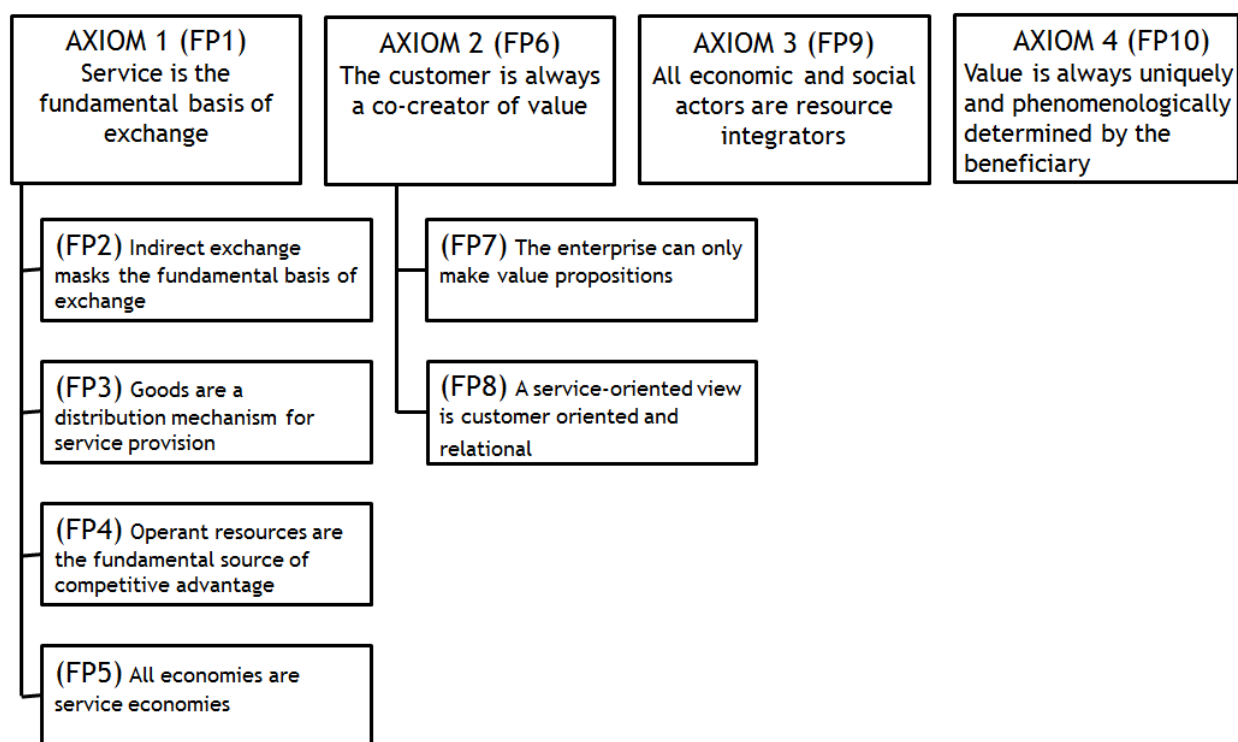 AXIOM 1 (FP1)
Service is the
fundamental basis of
exchange
AXIOM 2 (FP6)
The customer is always
a co-creator of value
AXIOM 3 (FP9)
All economic and social
actors are resource
integrators
AXIOM 4 (FP10)
Value is always uniquely
and phenomenologically
determined by the
beneficiary
(FP2) Indirect exchange
masks the fundamental basis of
exchange
(FP3) Goods are a
distribution mechanism for
service provision
(FP4) Operant resources are
the fundamental source of
competitive advantage
(FP5) All economies are
service economies
(FP7) The enterprise can only
make value propositions
(FP8) A service-oriented view
is customer oriented and
relational